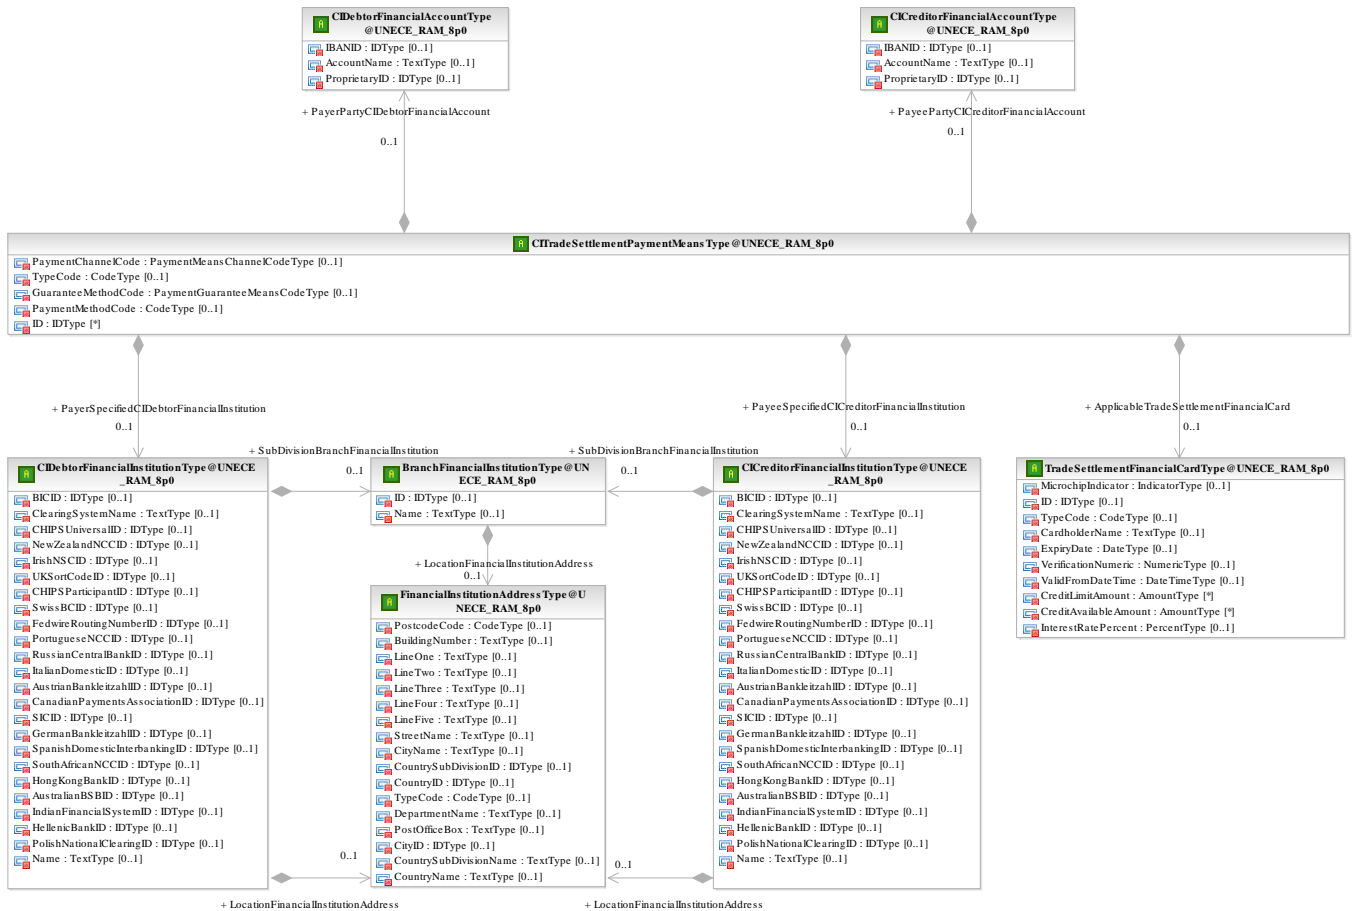 CIDebtorFinancialAccountType
@UNECE_RAM_8p0
IBANID : IDType [0..1]
AccountName : TextType [0..1]
ProprietaryID : IDType [0..1]
CICreditorFinancialAccountType
@UNECE_RAM_8p0
IBANID : IDType [0..1]
AccountName : TextType [0..1]
ProprietaryID : IDType [0..1]
+ PayerPartyCIDebtorFinancialAccount
0..1
+ PayeePartyCICreditorFinancialAccount
0..1
CITradeSettlementPaymentMeansType@UNECE_RAM_8p0
PaymentChannelCode : PaymentMeansChannelCodeType [0..1]
TypeCode : CodeType [0..1]
GuaranteeMethodCode : PaymentGuaranteeMeansCodeType [0..1]
PaymentMethodCode : CodeType [0..1]
ID : IDType [*]
+ PayerSpecifiedCIDebtorFinancialInstitution
0..1
+ PayeeSpecifiedCICreditorFinancialInstitution
0..1
+ ApplicableTradeSettlementFinancialCard
0..1
CIDebtorFinancialInstitutionType@UNECE
_RAM_8p0
BICID : IDType [0..1]
ClearingSystemName : TextType [0..1]
CHIPSUniversalID : IDType [0..1]
NewZealandNCCID : IDType [0..1]
IrishNSCID : IDType [0..1]
UKSortCodeID : IDType [0..1]
CHIPSParticipantID : IDType [0..1]
SwissBCID : IDType [0..1]
FedwireRoutingNumberID : IDType [0..1]
PortugueseNCCID : IDType [0..1]
RussianCentralBankID : IDType [0..1]
ItalianDomesticID : IDType [0..1]
AustrianBankleitzahlID : IDType [0..1]
CanadianPaymentsAssociationID : IDType [0..1]
SICID : IDType [0..1]
GermanBankleitzahlID : IDType [0..1]
SpanishDomesticInterbankingID : IDType [0..1]
SouthAfricanNCCID : IDType [0..1]
HongKongBankID : IDType [0..1]
AustralianBSBID : IDType [0..1]
IndianFinancialSystemID : IDType [0..1]
HellenicBankID : IDType [0..1]
PolishNationalClearingID : IDType [0..1]
Name : TextType [0..1]
+ SubDivisionBranchFinancialInstitution
0..1
+ SubDivisionBranchFinancialInstitution
0..1
BranchFinancialInstitutionType@UN
ECE_RAM_8p0
ID : IDType [0..1]
Name : TextType [0..1]
+ LocationFinancialInstitutionAddress
0..1
FinancialInstitutionAddressType@U
NECE_RAM_8p0
PostcodeCode : CodeType [0..1]
BuildingNumber : TextType [0..1]
LineOne : TextType [0..1]
LineTwo : TextType [0..1]
LineThree : TextType [0..1]
LineFour : TextType [0..1]
LineFive : TextType [0..1]
StreetName : TextType [0..1]
CityName : TextType [0..1]
CountrySubDivisionID : IDType [0..1]
CountryID : IDType [0..1]
TypeCode : CodeType [0..1]
DepartmentName : TextType [0..1]
PostOfficeBox : TextType [0..1]
CityID : IDType [0..1]
CountrySubDivisionName : TextType [0..1]
CountryName : TextType [0..1]
CICreditorFinancialInstitutionType@UNECE
_RAM_8p0
BICID : IDType [0..1]
ClearingSystemName : TextType [0..1]
CHIPSUniversalID : IDType [0..1]
NewZealandNCCID : IDType [0..1]
IrishNSCID : IDType [0..1]
UKSortCodeID : IDType [0..1]
CHIPSParticipantID : IDType [0..1]
SwissBCID : IDType [0..1]
FedwireRoutingNumberID : IDType [0..1]
PortugueseNCCID : IDType [0..1]
RussianCentralBankID : IDType [0..1]
ItalianDomesticID : IDType [0..1]
AustrianBankleitzahlID : IDType [0..1]
CanadianPaymentsAssociationID : IDType [0..1]
SICID : IDType [0..1]
GermanBankleitzahlID : IDType [0..1]
SpanishDomesticInterbankingID : IDType [0..1]
SouthAfricanNCCID : IDType [0..1]
HongKongBankID : IDType [0..1]
AustralianBSBID : IDType [0..1]
IndianFinancialSystemID : IDType [0..1]
HellenicBankID : IDType [0..1]
PolishNationalClearingID : IDType [0..1]
Name : TextType [0..1]
TradeSettlementFinancialCardType@UNECE_RAM_8p0
MicrochipIndicator : IndicatorType [0..1]
ID : IDType [0..1]
TypeCode : CodeType [0..1]
CardholderName : TextType [0..1]
ExpiryDate : DateType [0..1]
VerificationNumeric : NumericType [0..1]
ValidFromDateTime : DateTimeType [0..1]
CreditLimitAmount : AmountType [*]
CreditAvailableAmount : AmountType [*]
InterestRatePercent : PercentType [0..1]
0..1
+ LocationFinancialInstitutionAddress
0..1
+ LocationFinancialInstitutionAddress